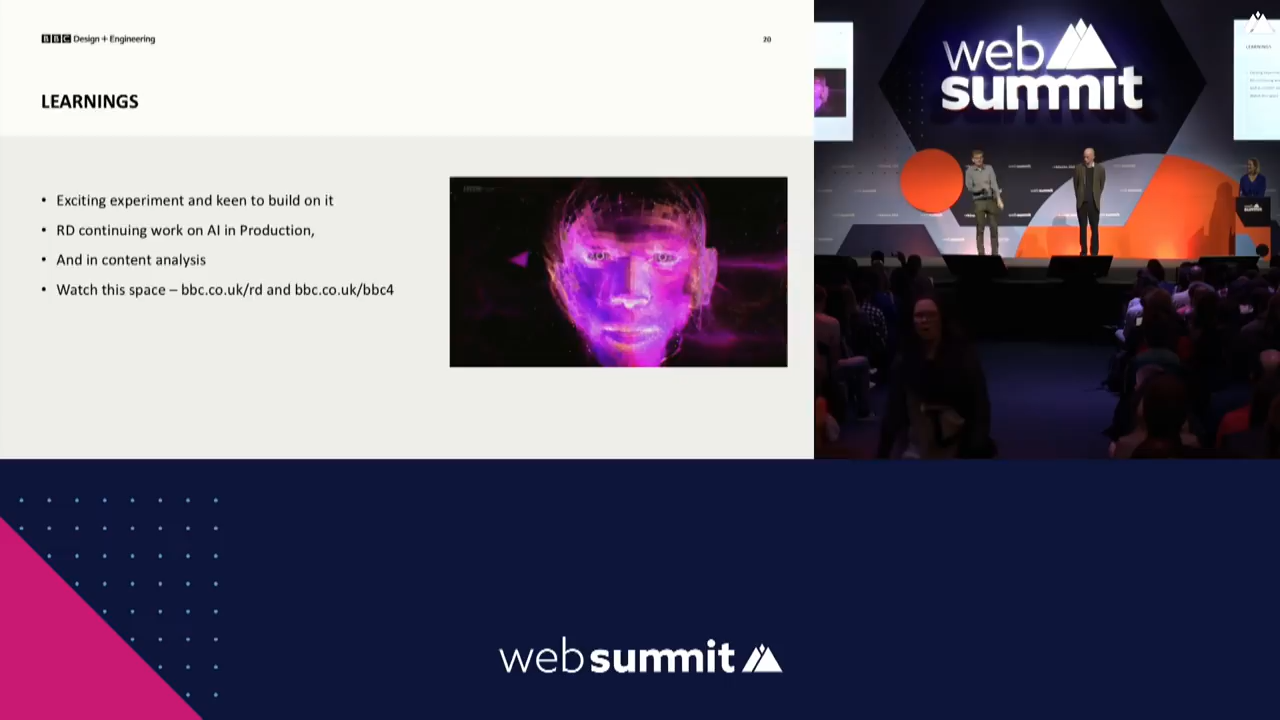 BBC Design + Engineering
20
LEARNINGS
• Exciting experiment and keen to build on it
• RD continuing work on AI in Production,
• And in content analysis
• Watch this space – bbc.co.uk/rd and bbc.co.uk/bbc4
web
summit
LEARNINGS
web summit